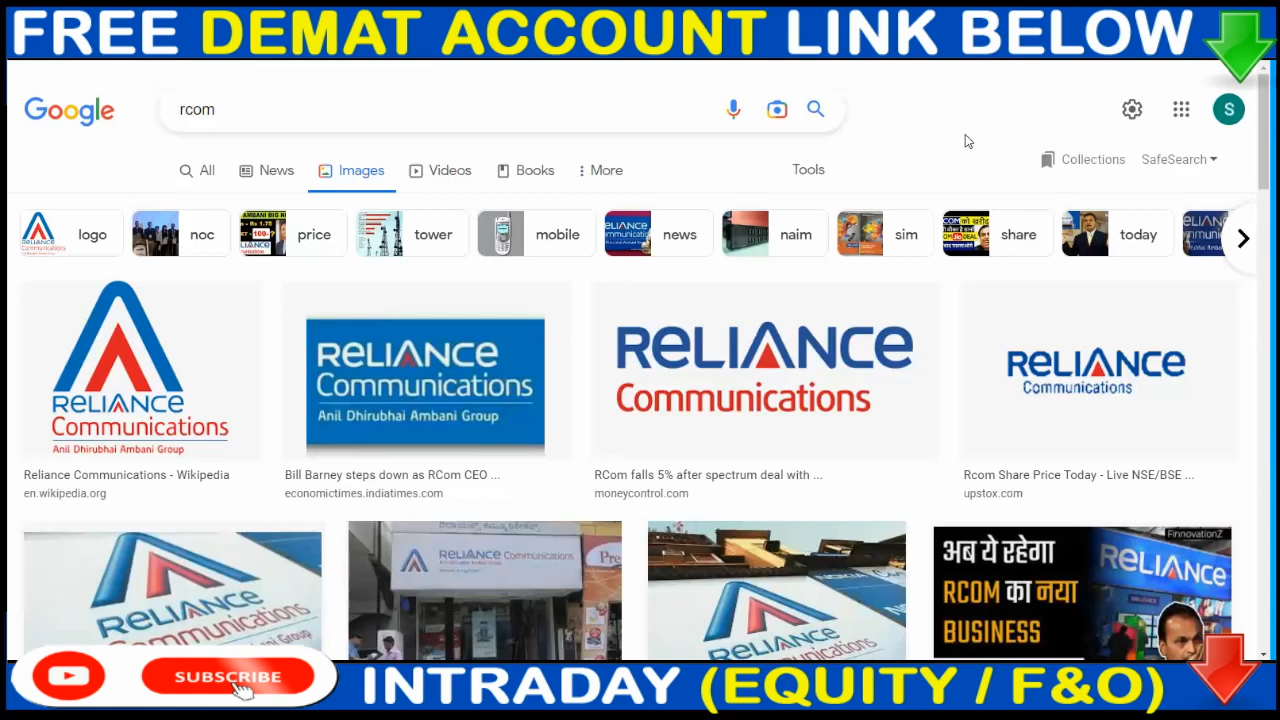 FREE DEMAT ACCOUNT LINK BELOW
Google
rcom
S
All
News
Images
Videos
Books
More
Tools
Collections
SafeSearch
logo
noc
price
tower
mobile
news
naim
sim
share
today
RELIANCE
Communications
Anil Dhirubhai Ambani Group
RELIANCE
Communications
Anil Dhirubhai Ambani Group
RELIANCE
Communications
RELIANCE
Communications
Reliance Communications - Wikipedia
en.wikipedia.org
Bill Barney steps down as RCom CEO ...
economictimes.indiatimes.com
RCom falls 5% after spectrum deal with ...
moneycontrol.com
Rcom Share Price Today - Live NSE/BSE ...
upstox.com
RELIANCE
Communications
RELIANCE Communications
RELIANCE
Communications
FinnovationZ
अब ये रहेगा
RCOM का नया
BUSINESS
RELIANCE
SUBSCRIBE
INTRADAY (EQUITY / F&O)